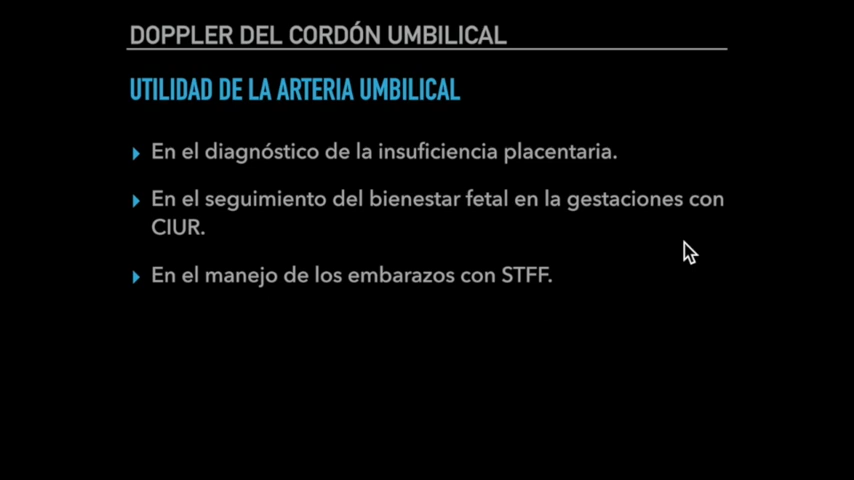 DOPPLER DEL CORDÓN UMBILICAL
UTILIDAD DE LA ARTERIA UMBILICAL
En el diagnóstico de la insuficiencia placentaria.
En el seguimiento del bienestar fetal en la gestaciones con
CIUR.
En el manejo de los embarazos con STFF.